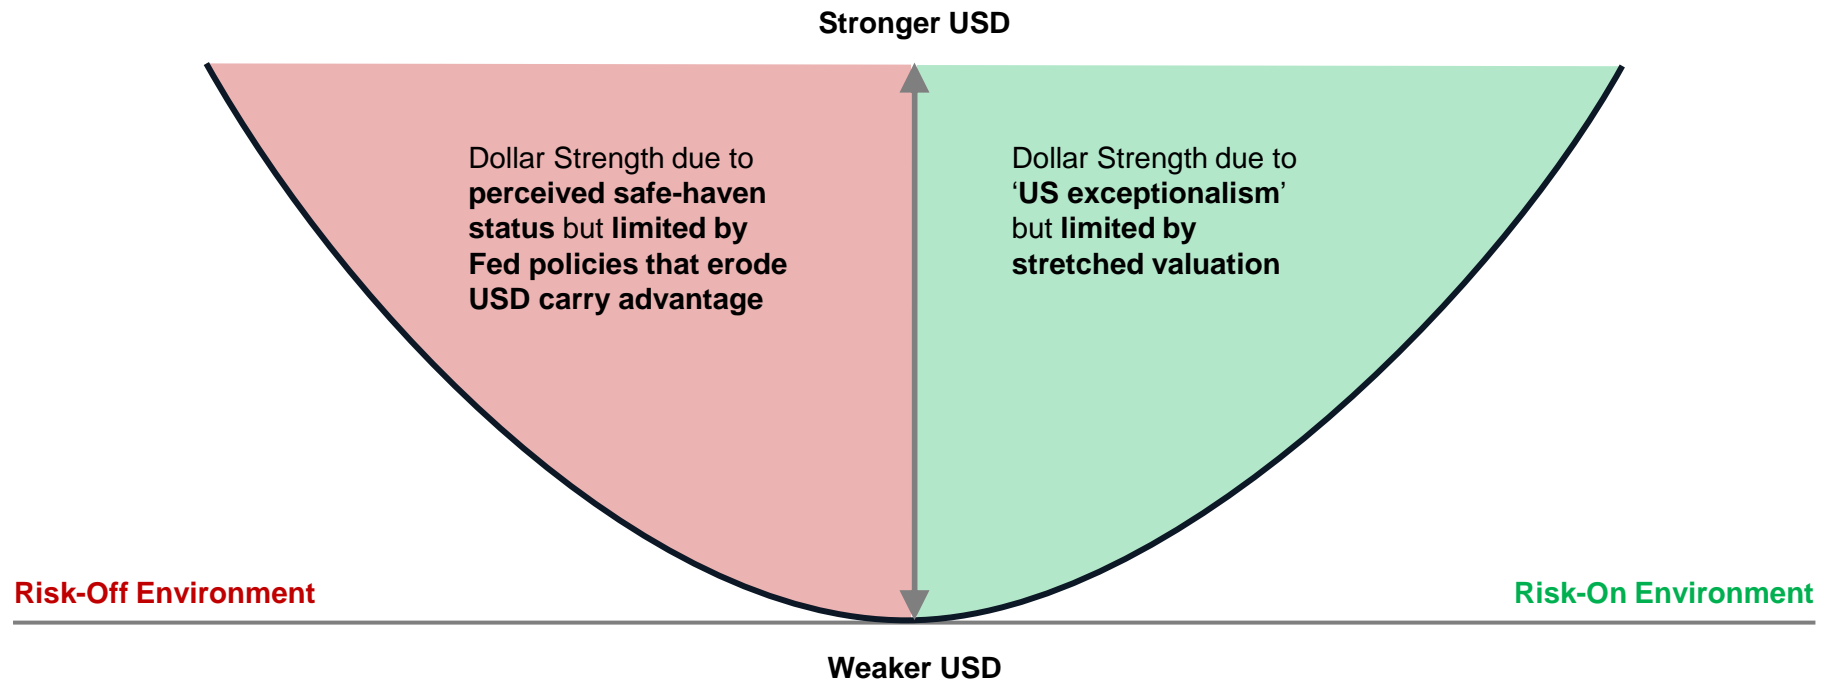 Stronger USD
Dollar Strength due to
perceived safe-haven
status but limited by
Fed policies that erode
USD carry advantage
Dollar Strength due to
‘US exceptionalism’
but limited by
stretched valuation
Risk-Off Environment
Risk-On Environment
Weaker USD